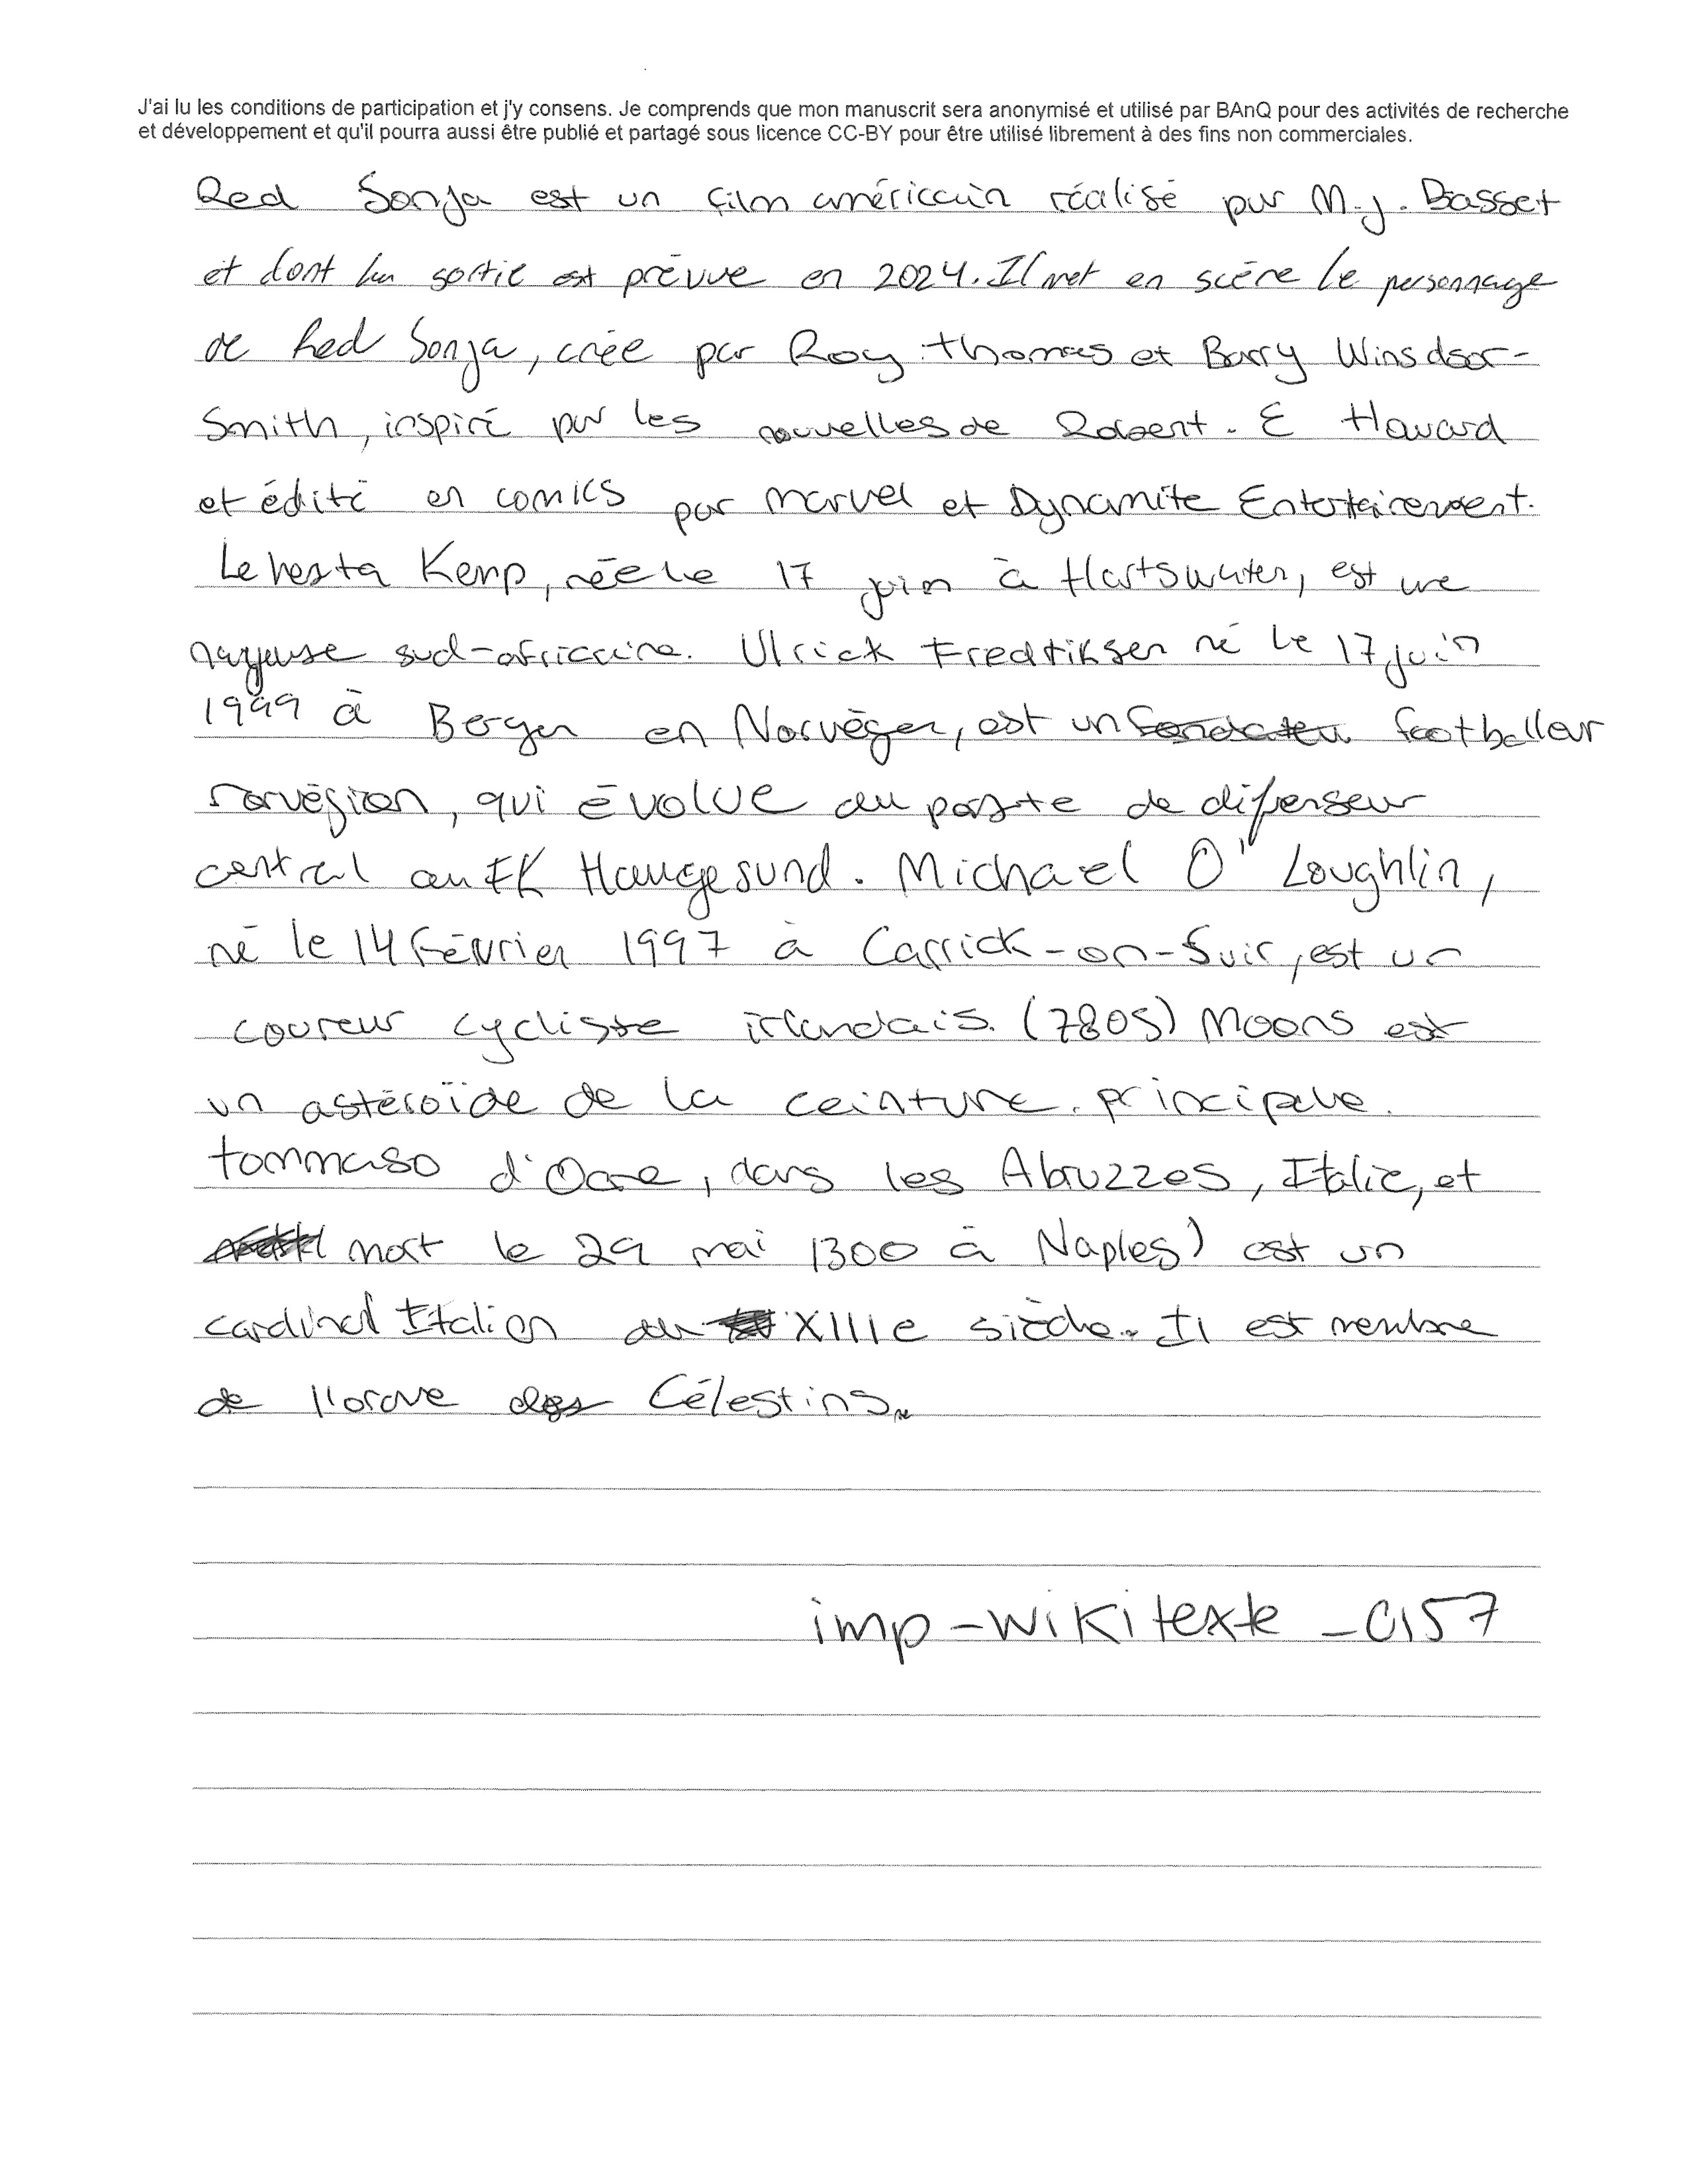 J'ai lu les conditions de participation et j'y consens. Je comprends que mon manuscrit sera anonymisé et utilisé par BAnQ pour des activités de recherche
et développement et qu'il pourra aussi être publié et partagé sous licence CC-BY pour être utilisé librement à des fins non commerciales.
Red Sonja est un film américain réalisé par M.J. Basset
et dont la sortie est prévue en 2024. Il met en scène le personnage
de Red Sonja, créé par Roy Thomas et Barry Winsdsor-
Smith, inspiré par les nouvelles de Robert. E Howard
et édité en comics par Marvel et Dynamite Entertainement.
Lehesta Kemp, née le 17 juin à Hartswater, est une
nageuse sud-africaine. Ulrick Fredriksen né le 17 juin
1999 à Bergen en Norvèger, est un footballeur
norvégien, qui évolue au poste de défenseur
central au FK Haugesund. Michael O'Loughlin,
né le 14 Février 1997 à Carrick-on-Suir, est un
coureur cycliste irlandais. (7805) Moons est
un astéroïde de la ceinture principale.
tommaso d'Ocre, dans les Abruzzes, Italie, et
mort le 29 mai 1300 à Naples) est un
cardinal Italien du XIIIe siècle. Il est membre
de l'ordre des Célestins.
imp-wikitexte_0157